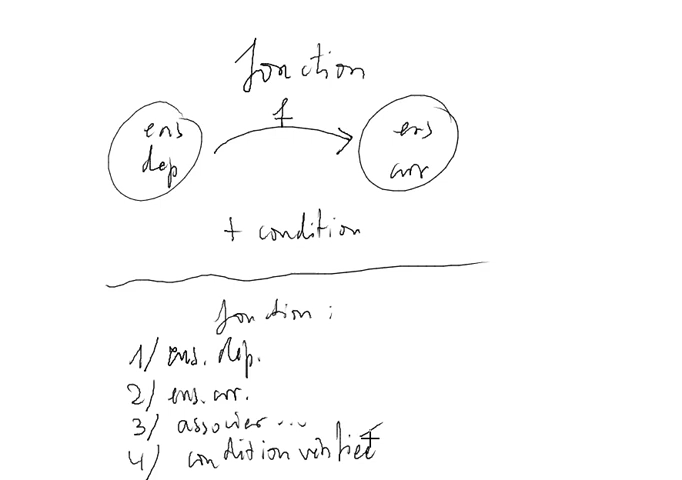 fonction
f
ens
dep
ens
arr
+ condition
fonction :
1/ ens. dep.
2/ ens. arr.
3/ associer ...
4/ condition vérifiée